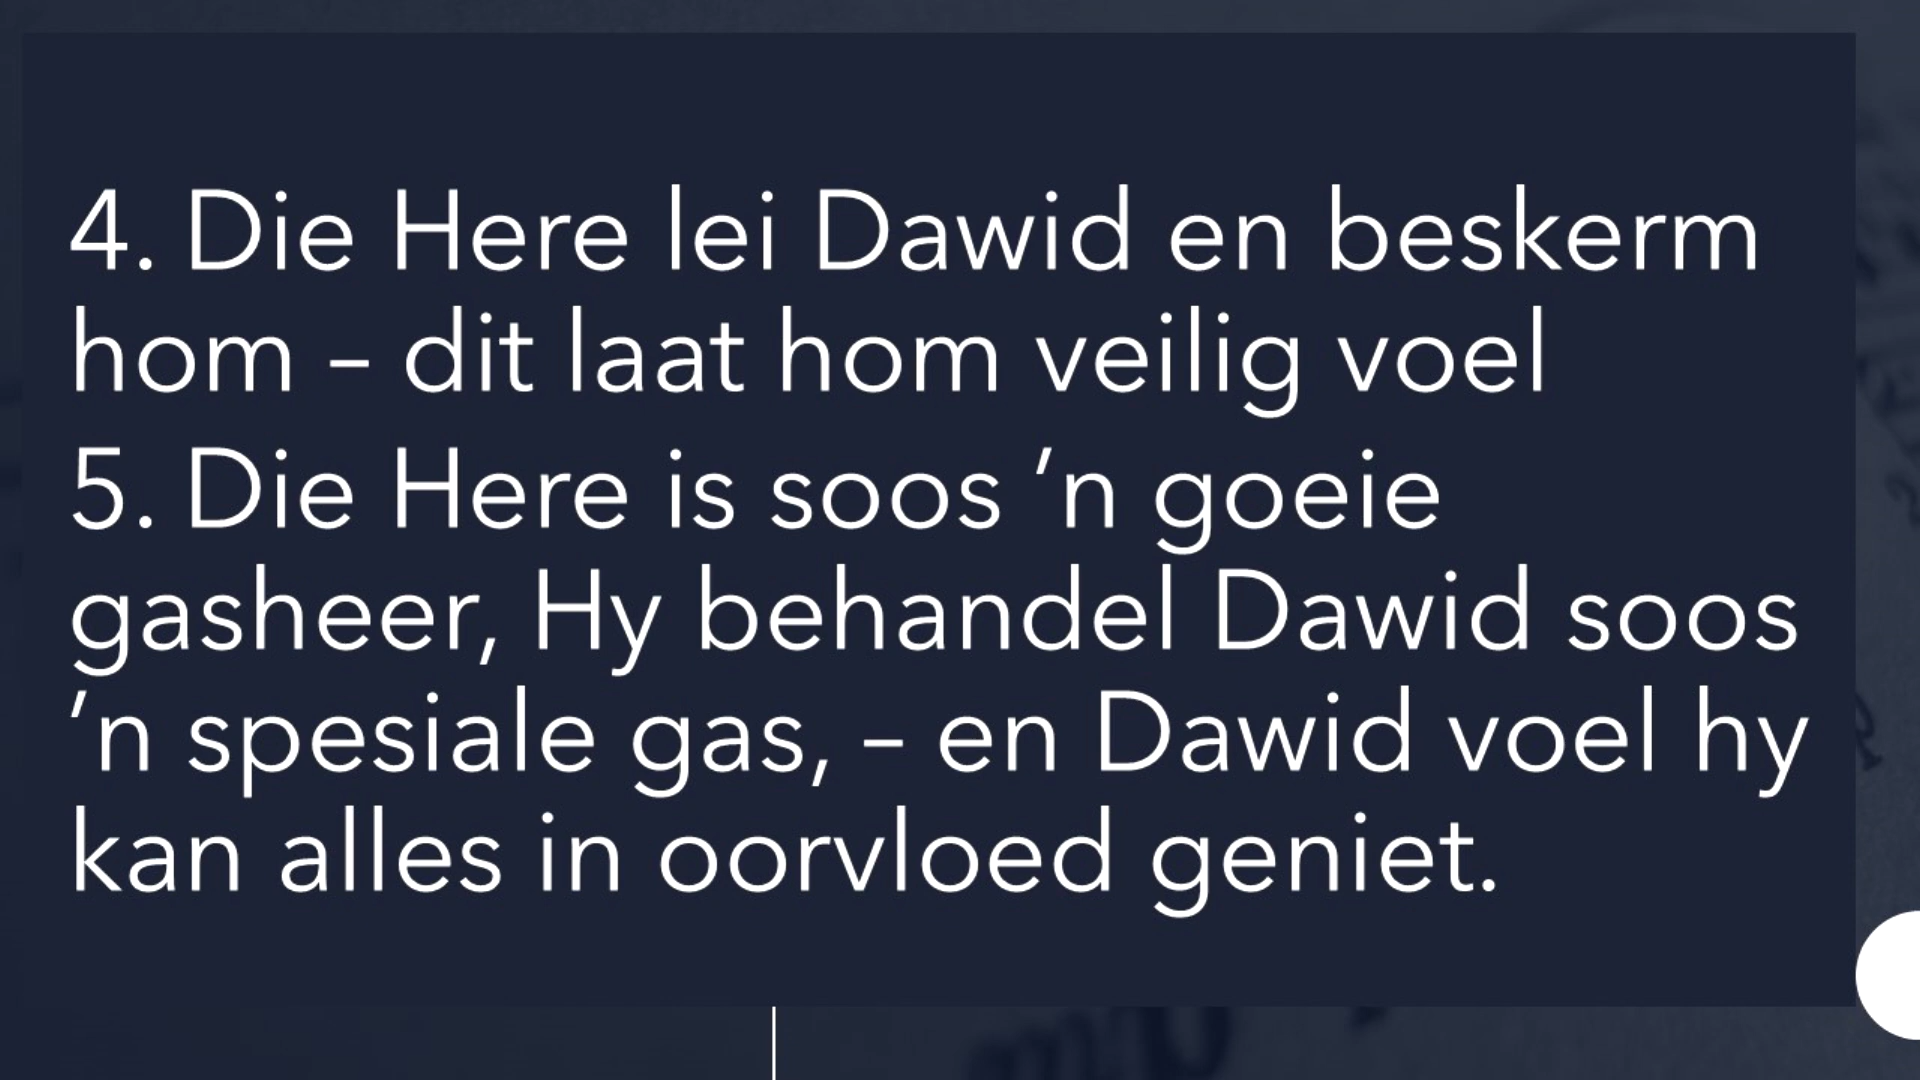 4. Die Here lei Dawid en beskerm
hom – dit laat hom veilig voel
5. Die Here is soos ’n goeie
gasheer, Hy behandel Dawid soos
’n spesiale gas, – en Dawid voel hy
kan alles in oorvloed geniet.